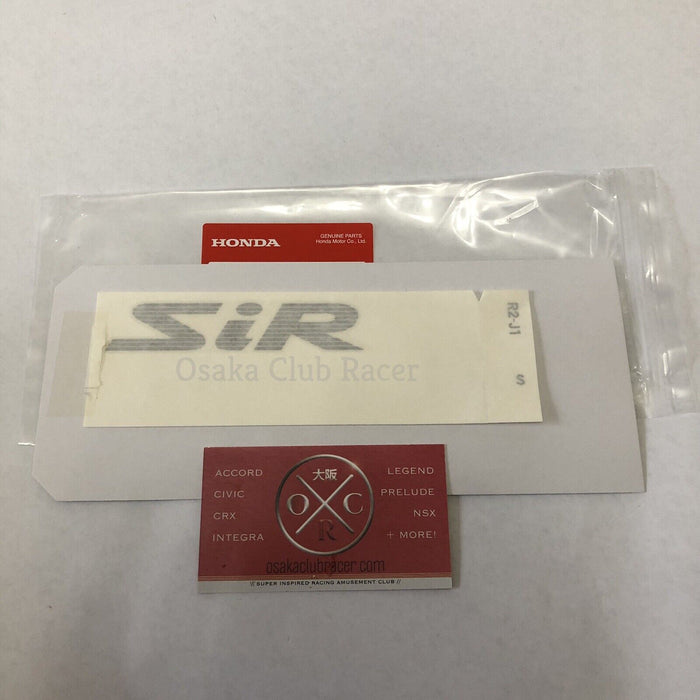 HONDA
GENUINE PARTS
Honda Motor Co., Ltd.
SiR
R2-J1
S
Osaka Club Racer
ACCORD
CIVIC
CRX
INTEGRA
大阪
O C
R
LEGEND
PRELUDE
NSX
+ MORE!
osakaclubracer.com
\\ SUPER INSPIRED RACING AMUSEMENT CLUB //